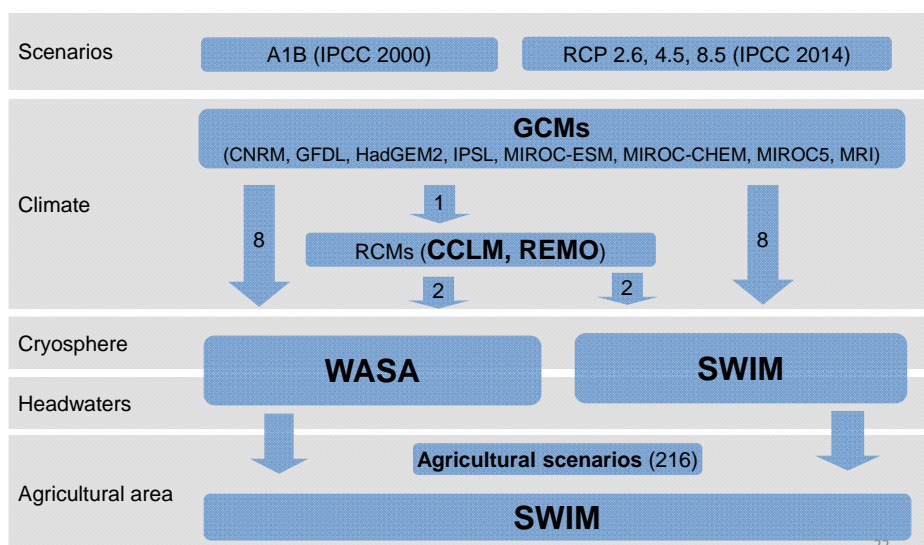 Scenarios
A1B (IPCC 2000)
RCP 2.6, 4.5, 8.5 (IPCC 2014)
GCMs
(CNRM, GFDL, HadGEM2, IPSL, MIROC-ESM, MIROC-CHEM, MIROC5, MRI)
Climate
8
1
8
RCMs (CCLM, REMO)
2
2
Cryosphere
WASA
SWIM
Headwaters
Agricultural scenarios (216)
Agricultural area
SWIM